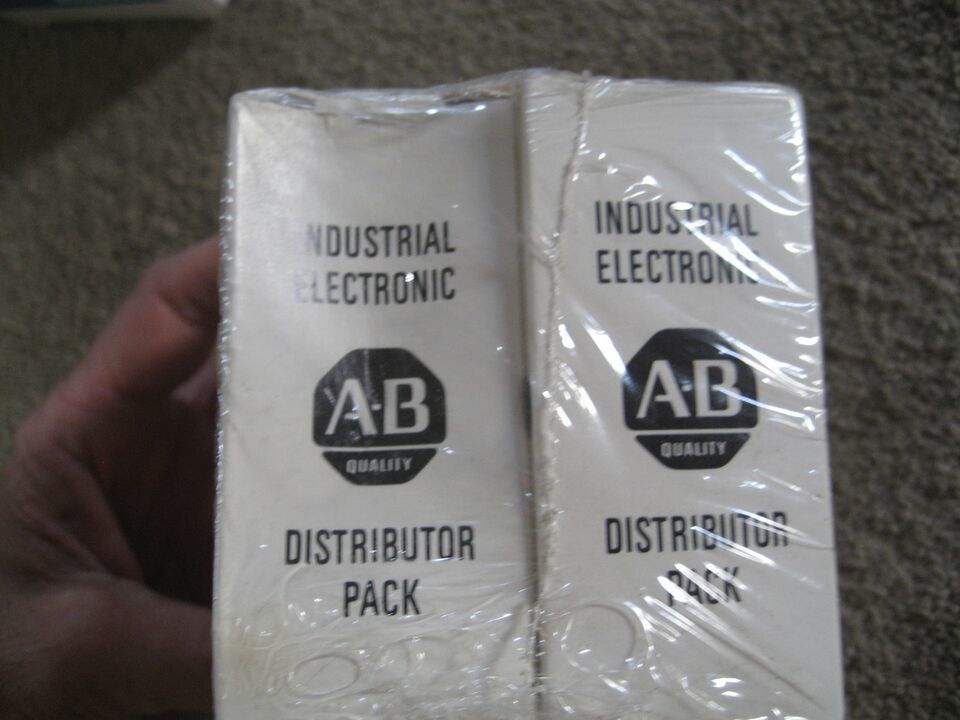 INDUSTRIAL
ELECTRONIC
A-B
QUALITY
DISTRIBUTOR
PACK
INDUSTRIAL
ELECTRONIC
A-B
QUALITY
DISTRIBUTOR
PACK